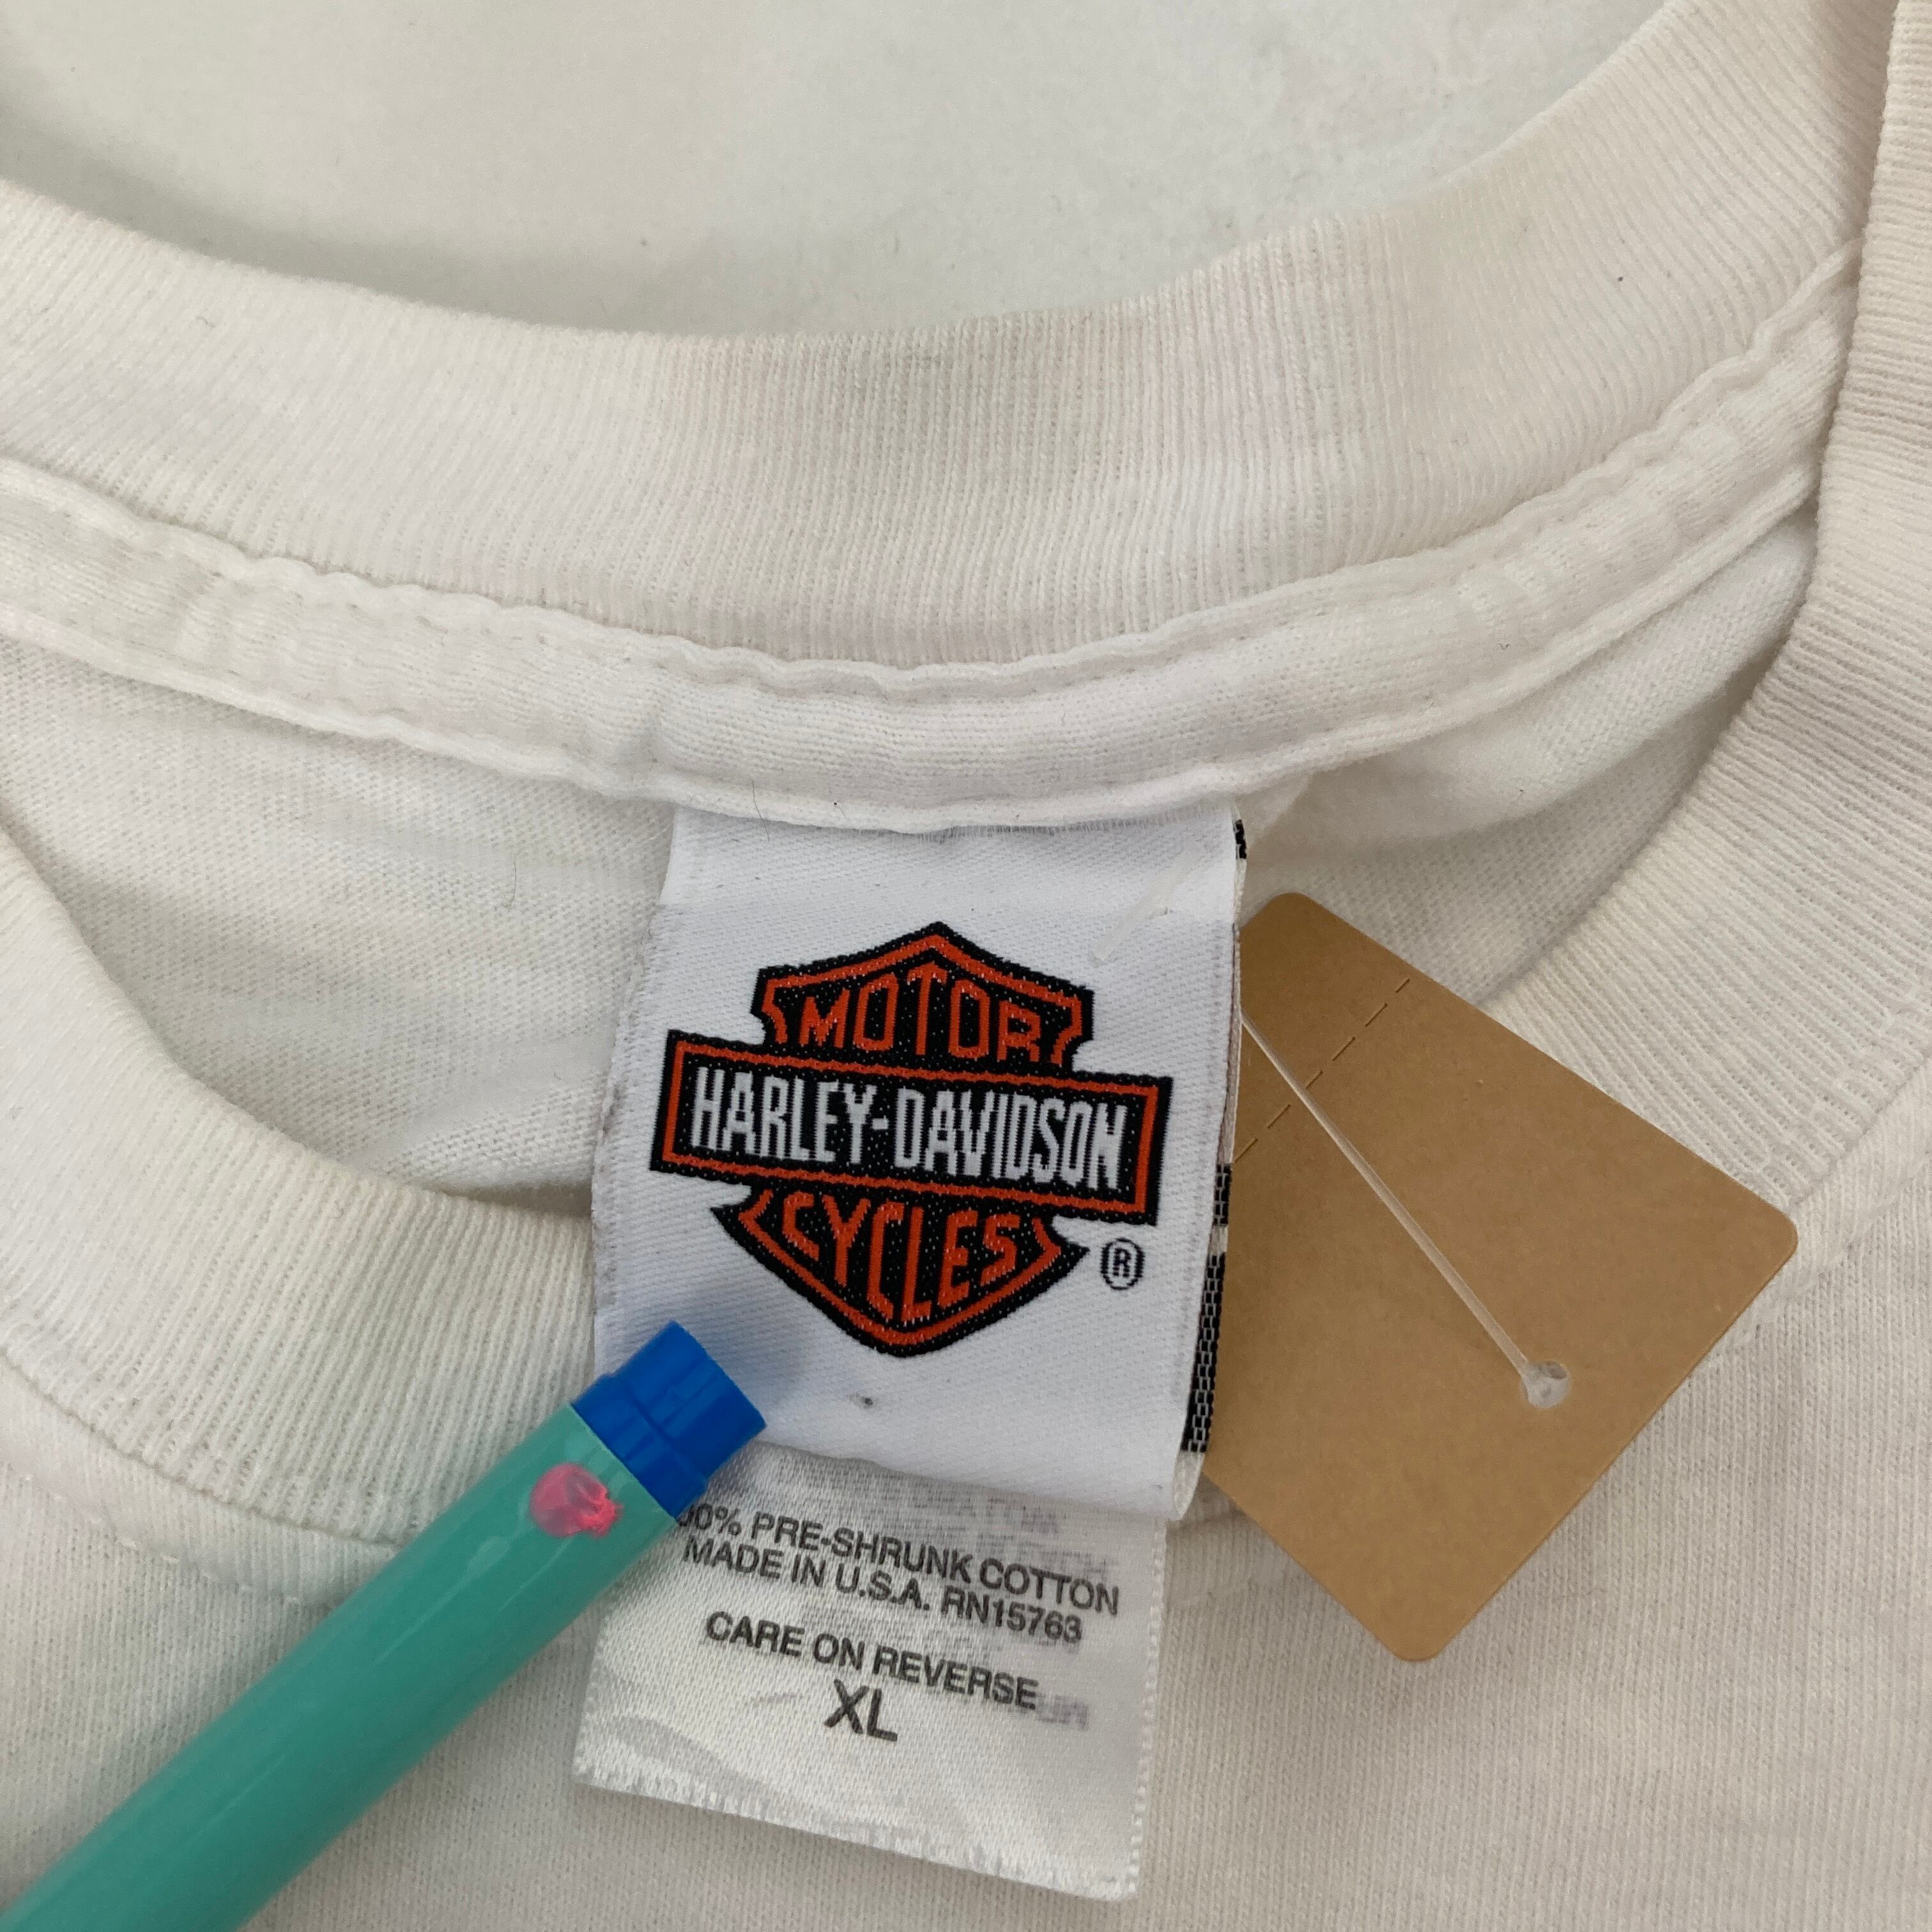 MOTOR
HARLEY-DAVIDSON
CYCLES
®
% PRE-SHRUNK COTTON
MADE IN U.S.A. RN15763
CARE ON REVERSE
XL